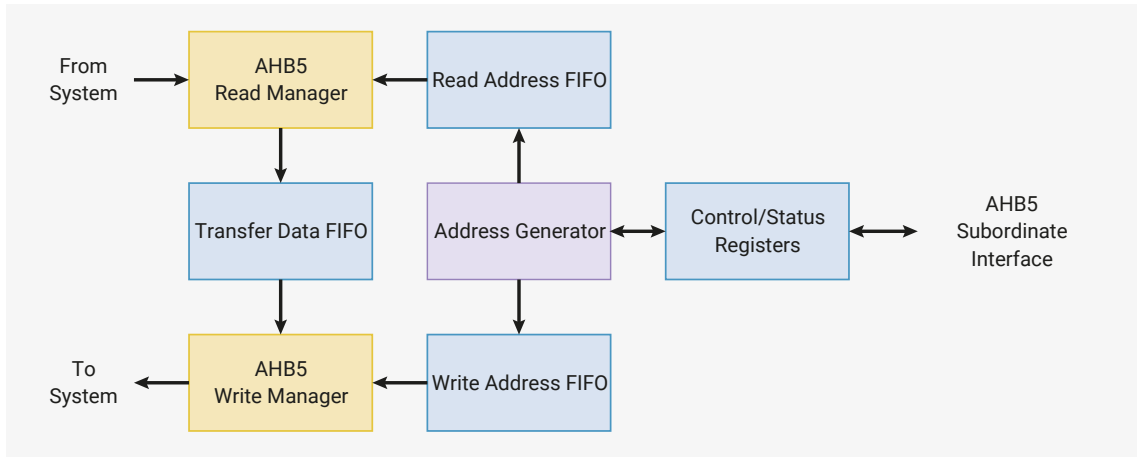 From
System
AHB5
Read Manager
Read Address FIFO
Transfer Data FIFO
Address Generator
Control/Status
Registers
AHB5
Subordinate
Interface
To
System
AHB5
Write Manager
Write Address FIFO